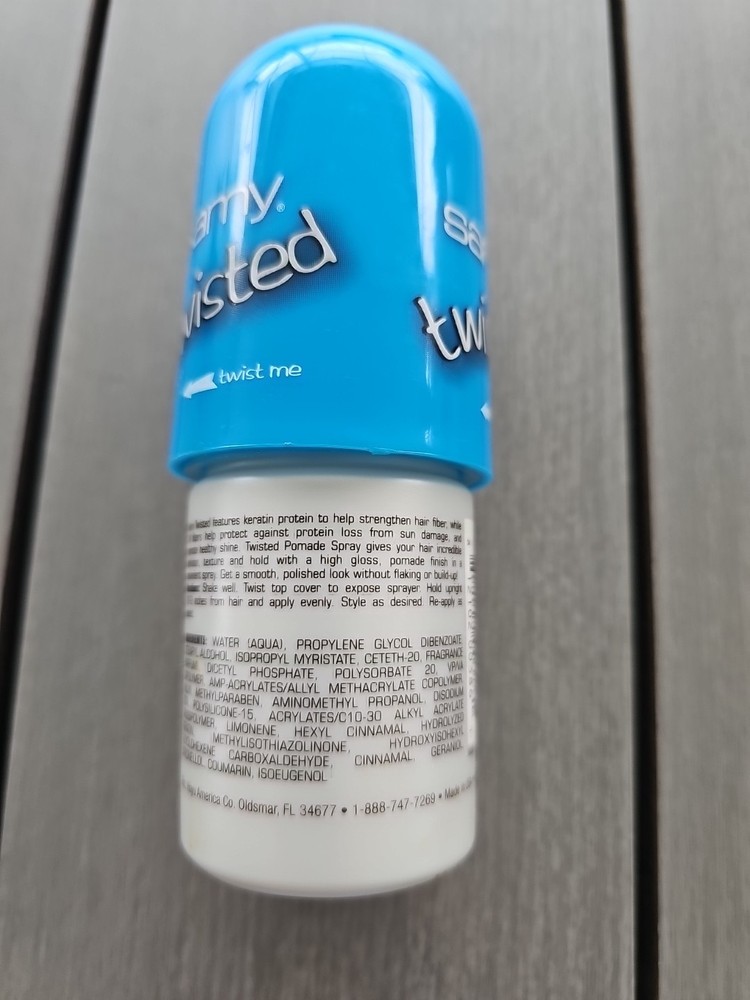 amy®
wisted
twist me
sa
twi
features keratin protein to help strengthen hair fiber, while
help protect against protein loss from sun damage, and
healthy shine. Twisted Pomade Spray gives your hair incredible
texture and hold with a high gloss, pomade finish in a
spray. Get a smooth, polished look without flaking or build-up!
Shake well. Twist top cover to expose sprayer. Hold upright
from hair and apply evenly. Style as desired. Re-apply as
WATER (AQUA), PROPYLENE GLYCOL DIBENZOATE,
ALCOHOL, ISOPROPYL MYRISTATE, CETETH-20, FRAGRANCE
DICETYL PHOSPHATE, POLYSORBATE 20, VP/VA
AMP-ACRYLATES/ALLYL METHACRYLATE COPOLYMER,
METHYLPARABEN, AMINOMETHYL PROPANOL, DISODIUM
POLYSILICONE-15, ACRYLATES/C10-30 ALKYL ACRYLATE
LIMONENE, HEXYL CINNAMAL, HYDROLYZED
METHYLISOTHIAZOLINONE, HYDROXYISOHEXYL
CARBOXALDEHYDE, CINNAMAL, GERANIOL,
COUMARIN, ISOEUGENOL
America Co. Oldsmar, FL 34677 • 1-888-747-7269 • Made in